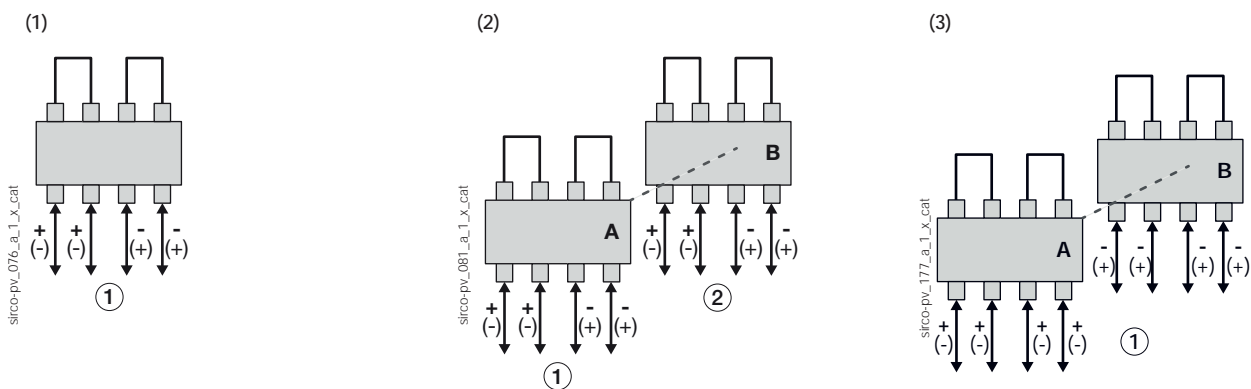 (1)
sirco-pv_076_a_1_x_cat
+ + - -
(-) (-) (+) (+)
1
(2)
sirco-pv_081_a_1_x_cat
A
+ + - -
(-) (-) (+) (+)
1
B
+ + - -
(-) (-) (+) (+)
2
(3)
sirco-pv_177_a_1_x_cat
A
+ + + +
(-) (-) (-) (-)
B
- - - -
(+) (+) (+) (+)
1